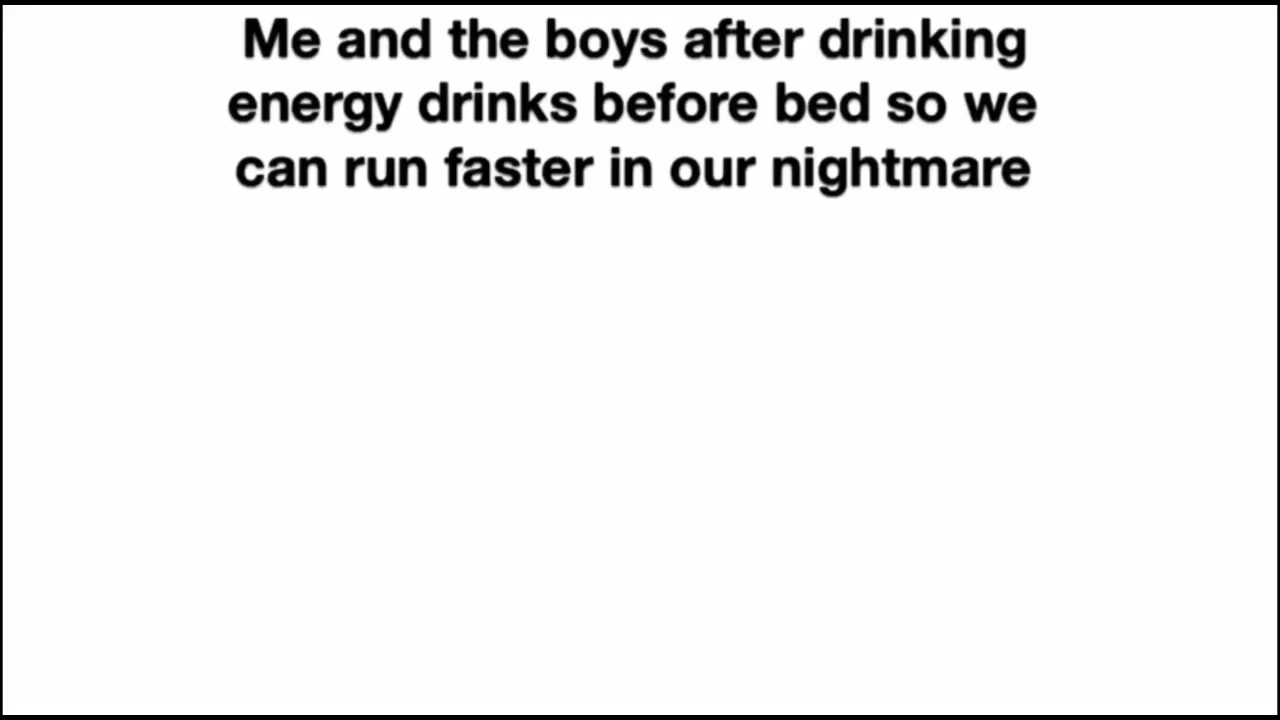 Me and the boys after drinking
energy drinks before bed so we
can run faster in our nightmare